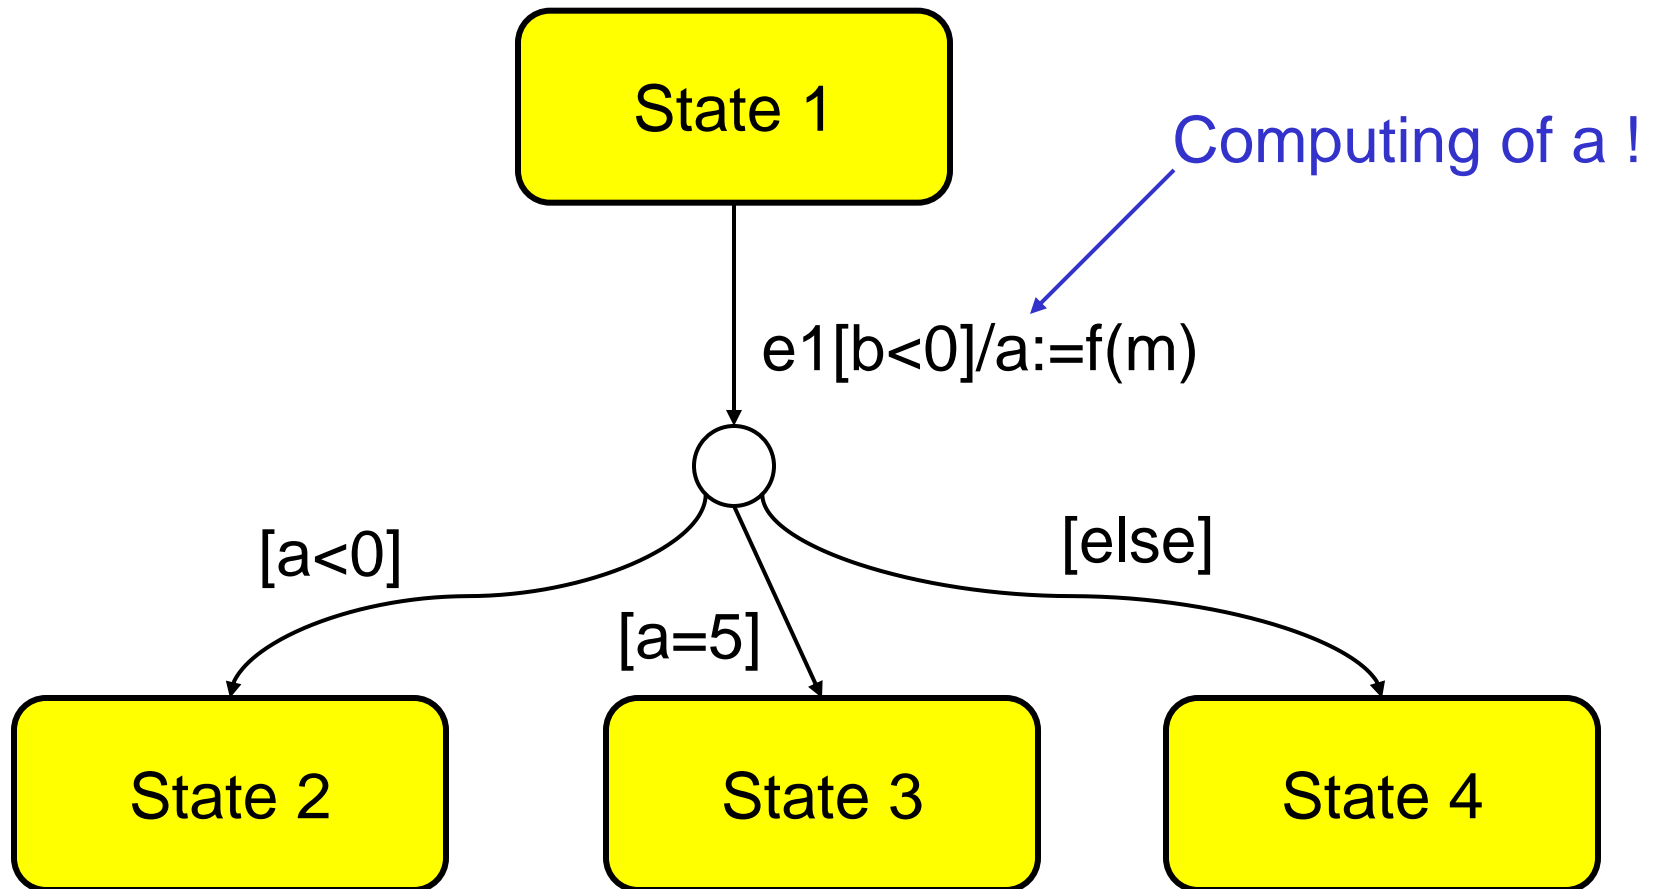 State 1
Computing of a !
e1[b<0]/a:=f(m)
[a<0]
[else]
[a=5]
State 2
State 3
State 4